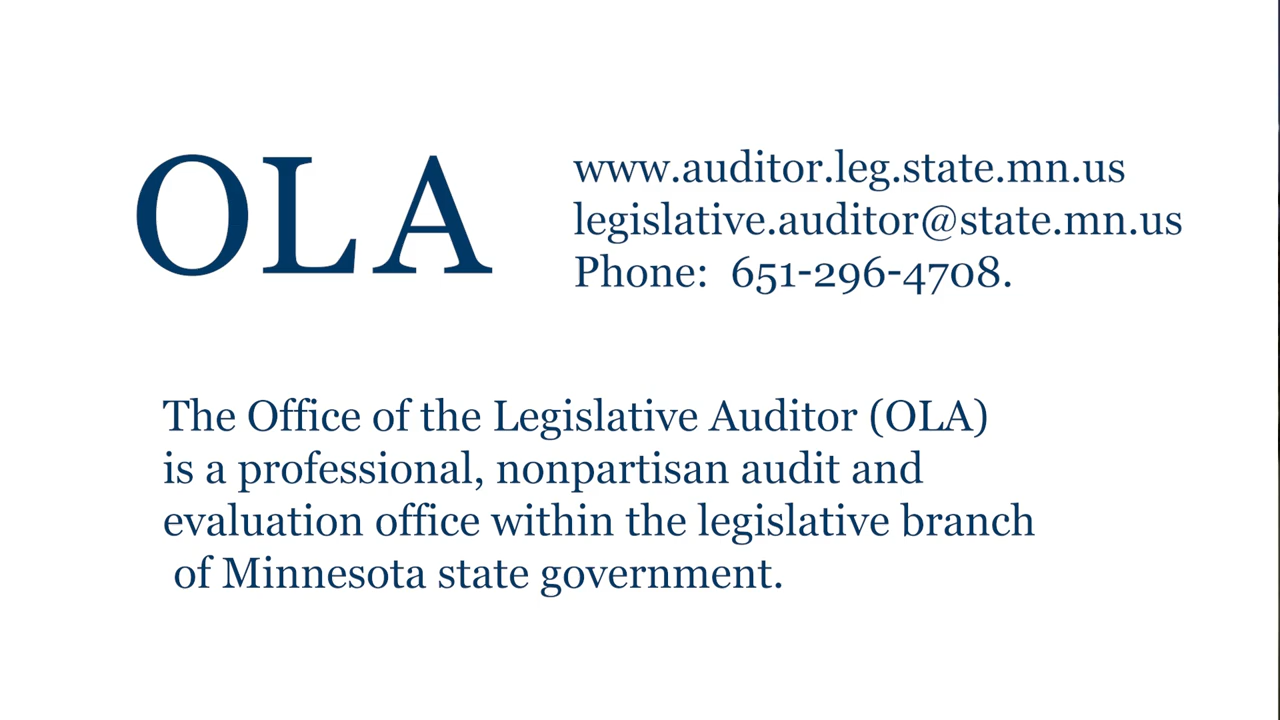 OLA
www.auditor.leg.state.mn.us
legislative.auditor@state.mn.us
Phone: 651-296-4708.
The Office of the Legislative Auditor (OLA)
is a professional, nonpartisan audit and
evaluation office within the legislative branch
of Minnesota state government.